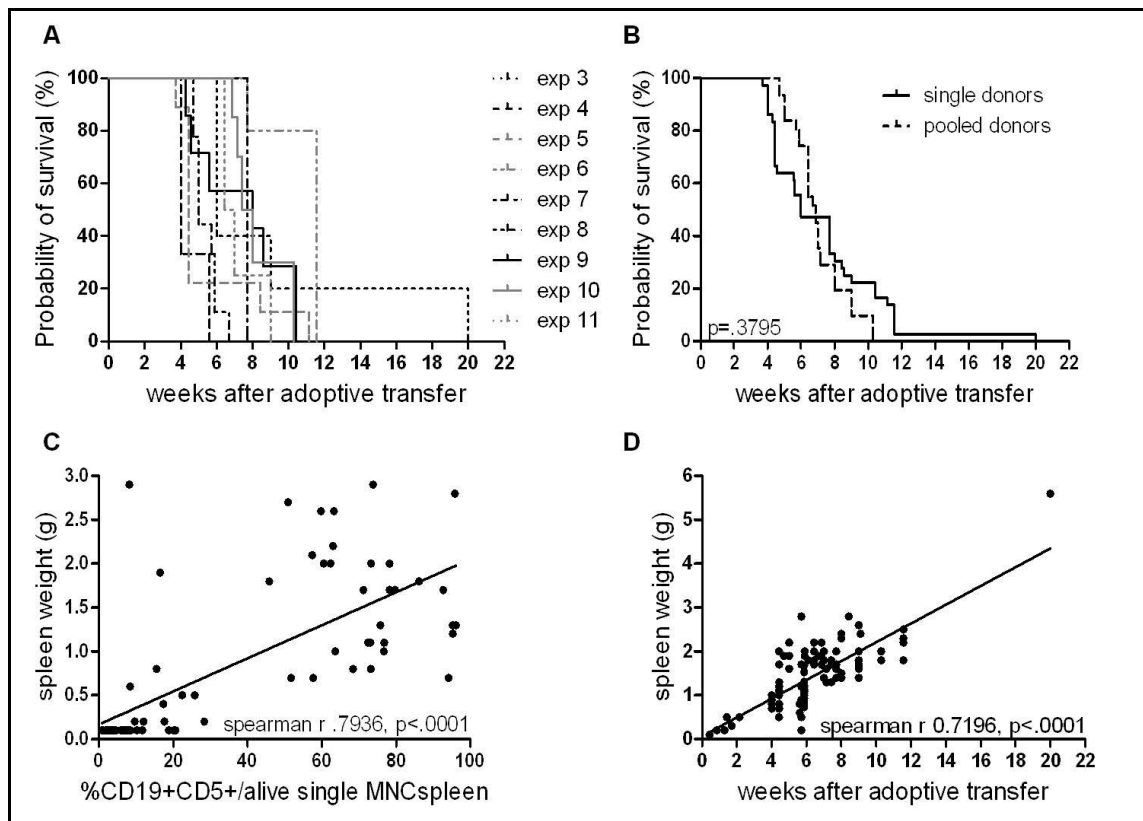 A
Probability of survival (%)
100
80
60
40
20
0
0 2 4 6 8 10 12 14 16 18 20 22
weeks after adoptive transfer
exp 3
exp 4
exp 5
exp 6
exp 7
exp 8
exp 9
exp 10
exp 11
B
Probability of survival (%)
100
80
60
40
20
0
p=.3795
0 2 4 6 8 10 12 14 16 18 20 22
weeks after adoptive transfer
single donors
pooled donors
C
spleen weight (g)
3.0
2.5
2.0
1.5
1.0
0.5
0.0
spearman r .7936, p<.0001
0 20 40 60 80 100
%CD19+CD5+/alive single MNCspleen
D
spleen weight (g)
6
5
4
3
2
1
0
spearman r 0.7196, p<.0001
0 2 4 6 8 10 12 14 16 18 20 22
weeks after adoptive transfer